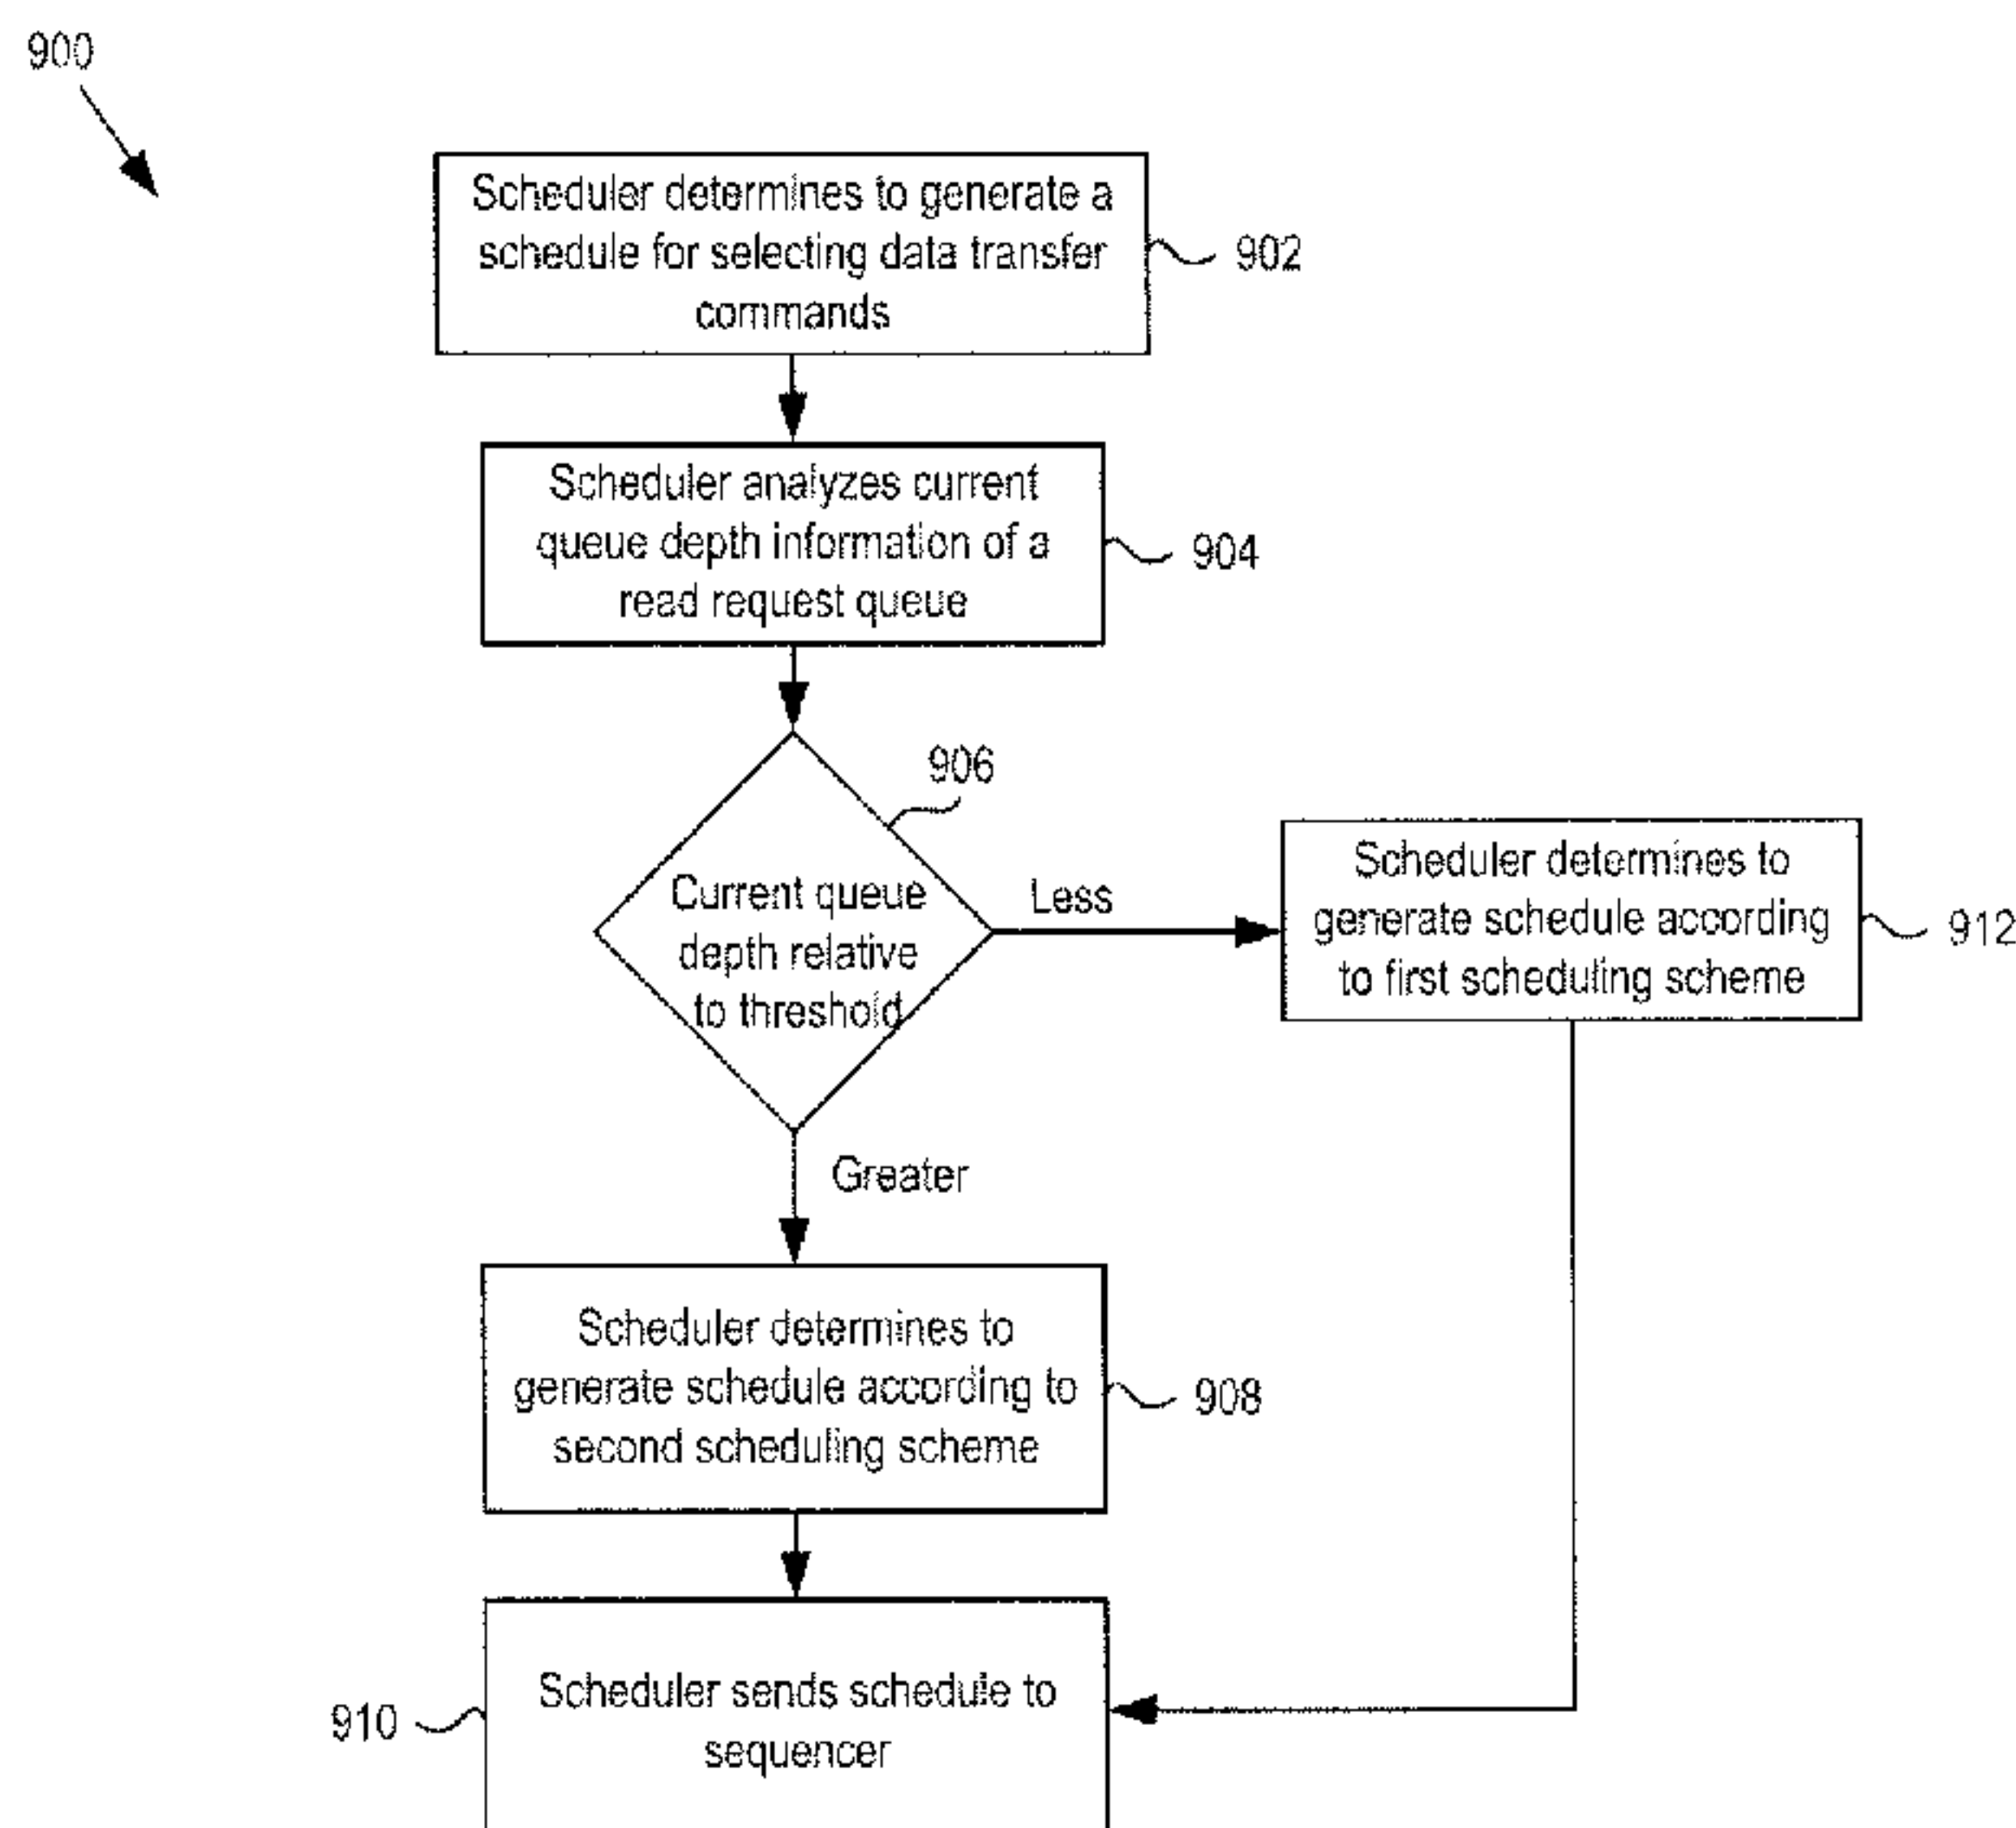 900
Scheduler determines to generate a
schedule for selecting data transfer
commands
902
Scheduler analyzes current
queue depth information of a
read request queue
904
906
Current queue
depth relative
to threshold
Less
Scheduler determines to
generate schedule according
to first scheduling scheme
912
Greater
Scheduler determines to
generate schedule according to
second scheduling scheme
908
Scheduler sends schedule to
sequencer
910